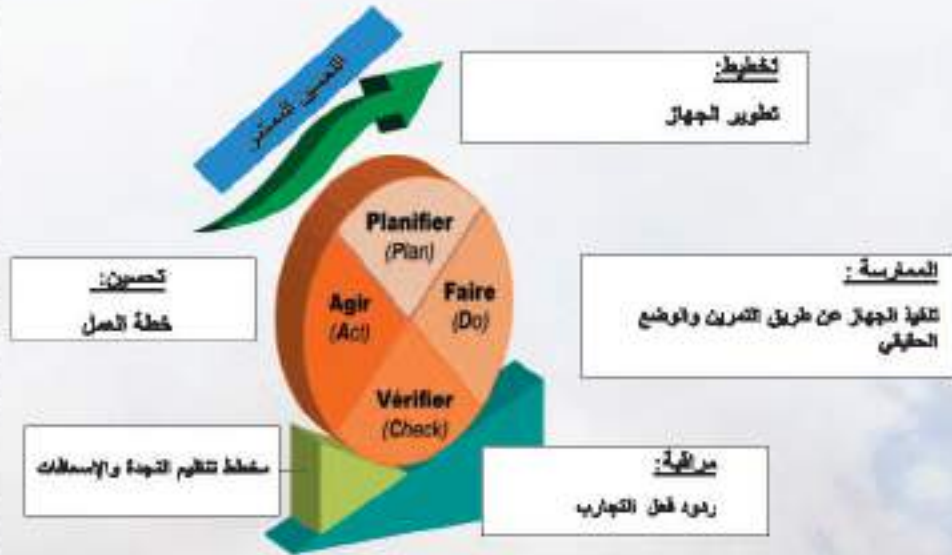 التحسين المستمر
تخطيط:
تطوير الجهاز
Planifier
(Plan)
تحسين:
خطة العمل
Agir
(Act)
Faire
(Do)
الممارسة :
تنفيذ الجهاز عن طريق التمرين والوضع
الحقيقي
Vérifier
(Check)
مخطط تنظيم النجدة والإسعافات
مراقبة:
ردود فعل التجارب